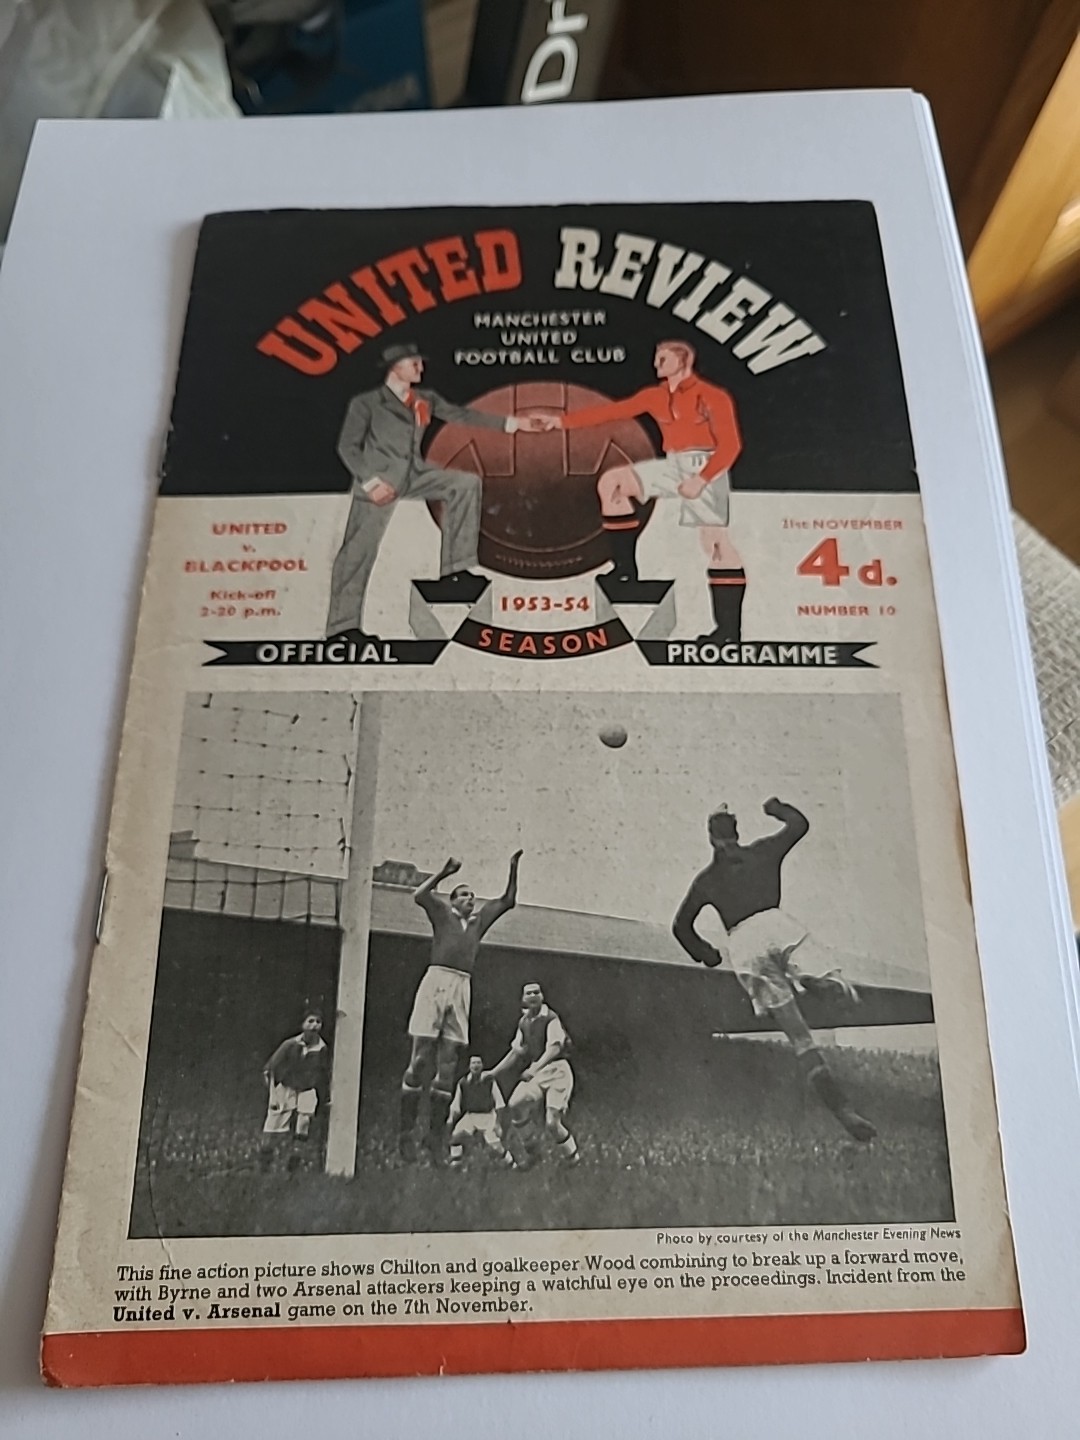 Dr
UNITED REVIEW
MANCHESTER
UNITED
FOOTBALL CLUB
UNITED
v.
BLACKPOOL
Kick-off
2-20 p.m.
21st NOVEMBER
4d.
NUMBER 10
1953-54
OFFICIAL SEASON PROGRAMME
Photo by courtesy of the Manchester Evening News
This fine action picture shows Chilton and goalkeeper Wood combining to break up a forward move,
with Byrne and two Arsenal attackers keeping a watchful eye on the proceedings. Incident from the
United v. Arsenal game on the 7th November.